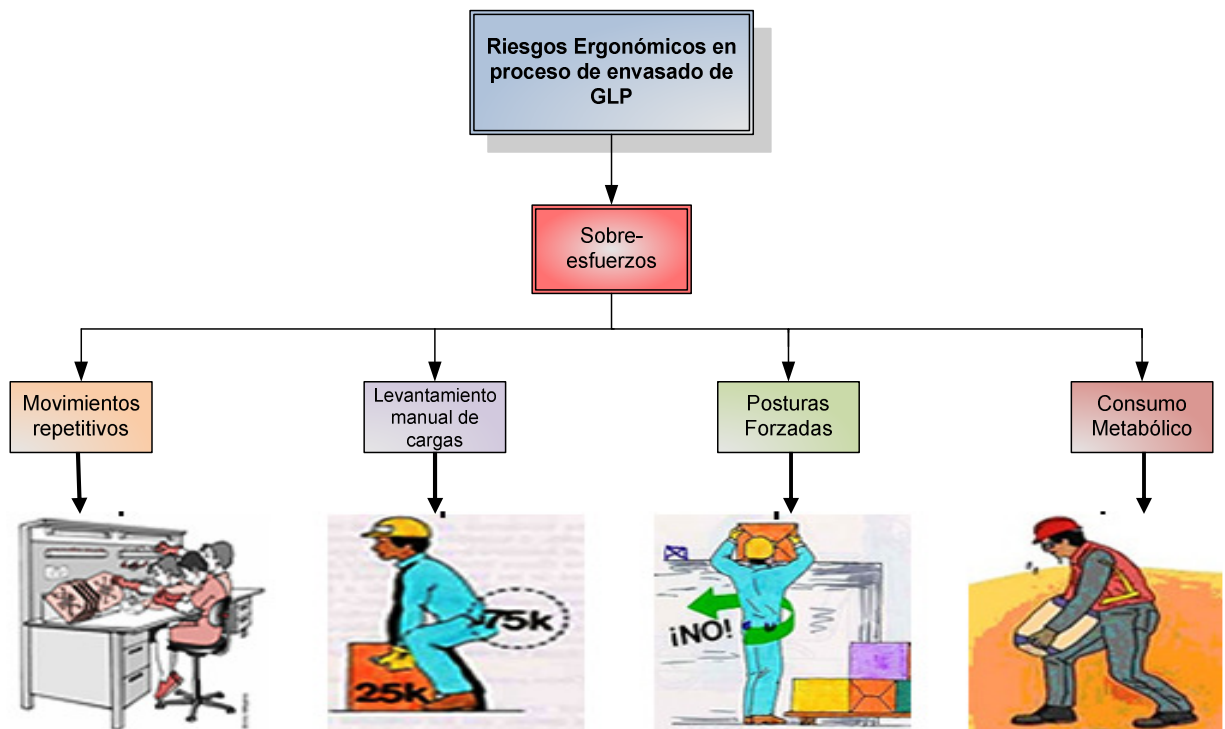 Riesgos Ergonómicos en
proceso de envasado de
GLP
Sobre-
esfuerzos
Movimientos
repetitivos
Levantamiento
manual de
cargas
Posturas
Forzadas
Consumo
Metabólico
75k
25k
¡NO!